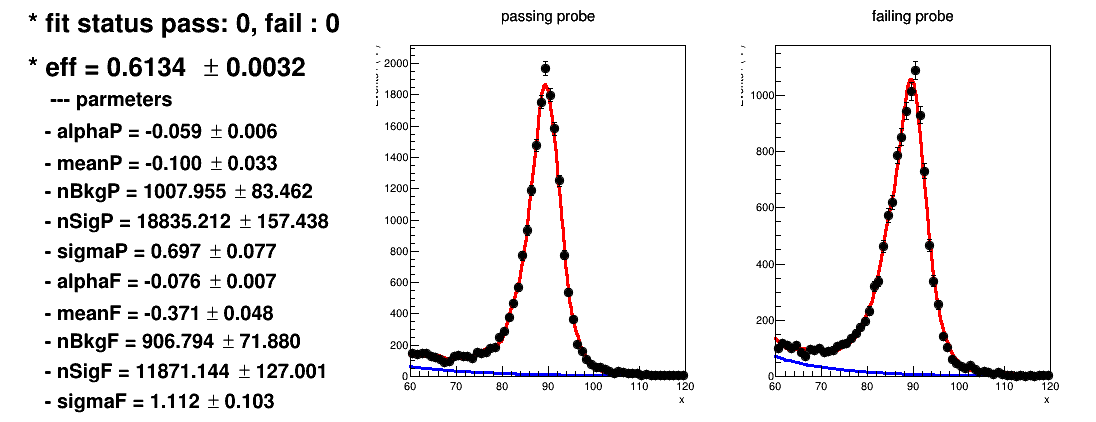 * fit status pass: 0, fail : 0
* eff = 0.6134 ± 0.0032
--- parmeters
- alphaP = -0.059 ± 0.006
- meanP = -0.100 ± 0.033
- nBkgP = 1007.955 ± 83.462
- nSigP = 18835.212 ± 157.438
- sigmaP = 0.697 ± 0.077
- alphaF = -0.076 ± 0.007
- meanF = -0.371 ± 0.048
- nBkgF = 906.794 ± 71.880
- nSigF = 11871.144 ± 127.001
- sigmaF = 1.112 ± 0.103
passing probe
2000
1800
1600
1400
1200
1000
800
600
400
200
0
60 70 80 90 100 110 120
x
failing probe
1000
800
600
400
200
0
60 70 80 90 100 110 120
x